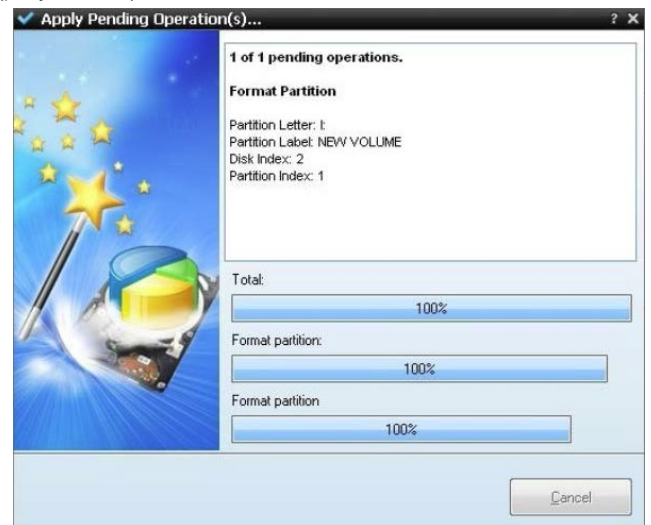 Apply Pending Operation(s)...
? X
1 of 1 pending operations.
Format Partition
Partition Letter: I:
Partition Label: NEW VOLUME
Disk Index: 2
Partition Index: 1
Total:
100%
Format partition:
100%
Format partition
100%
Cancel